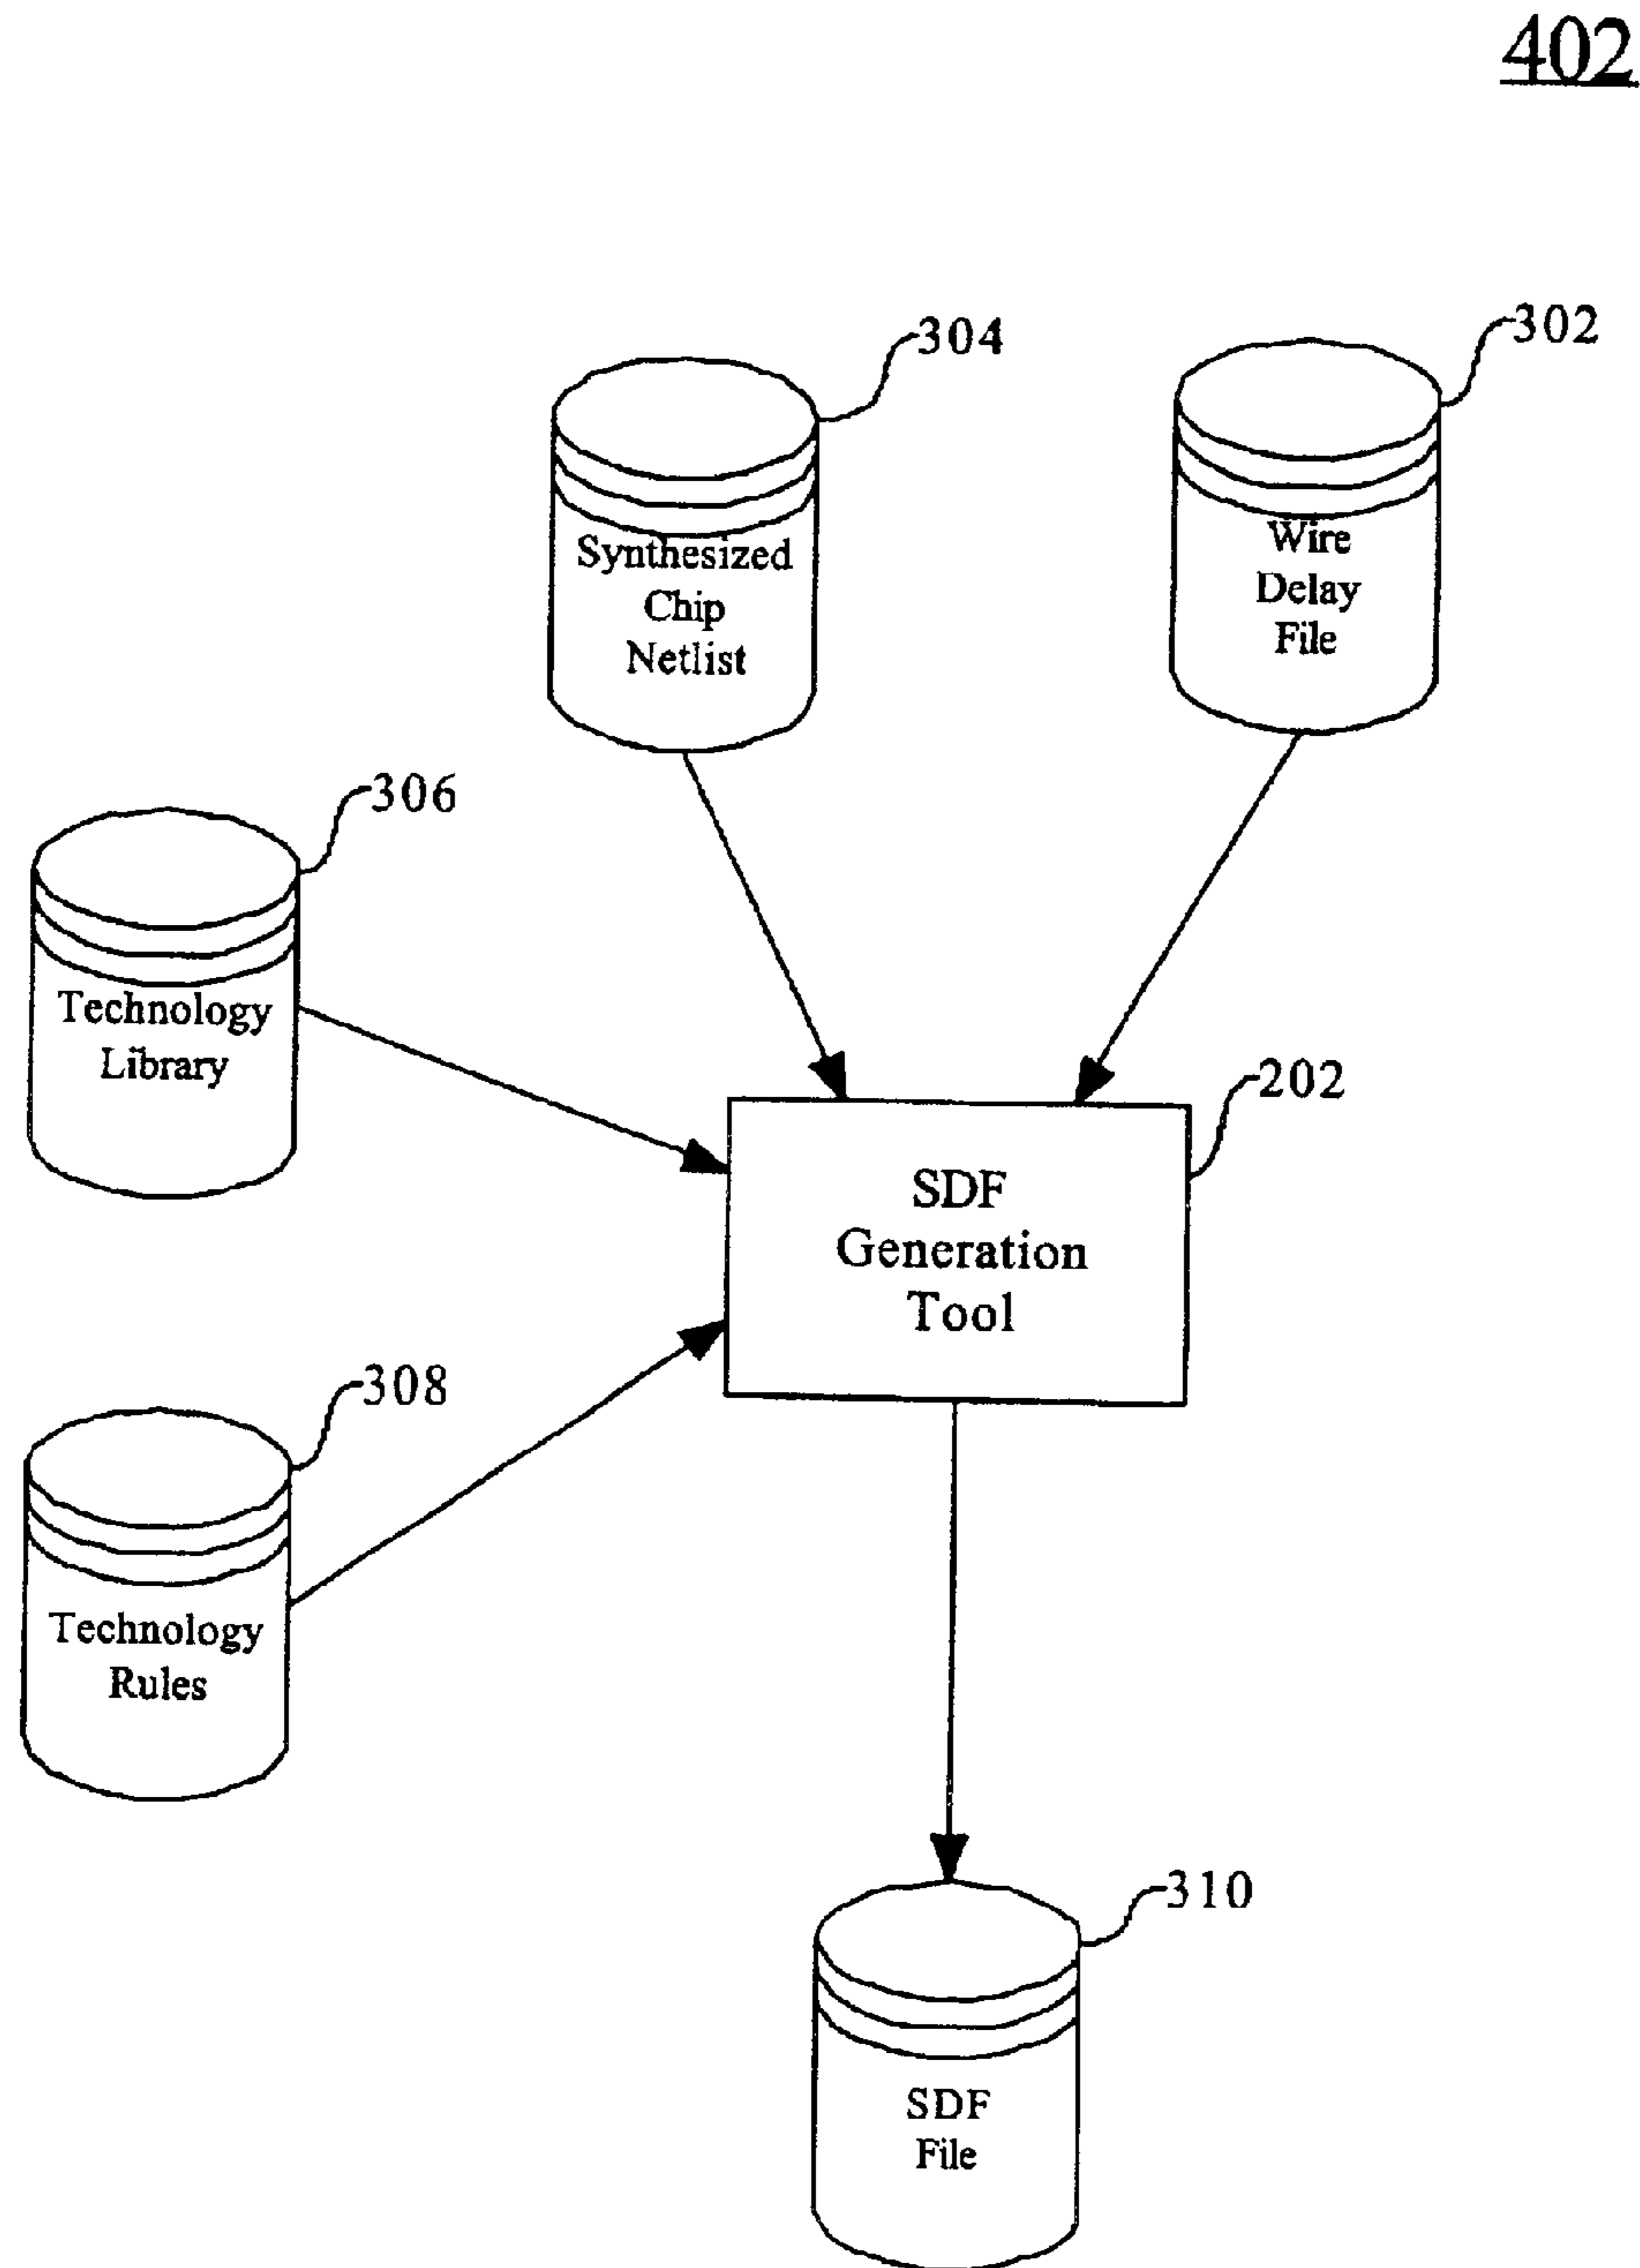 402
304
302
Synthesized
Chip
Netlist
Wire
Delay
File
306
Technology
Library
202
SDF
Generation
Tool
308
Technology
Rules
310
SDF
File